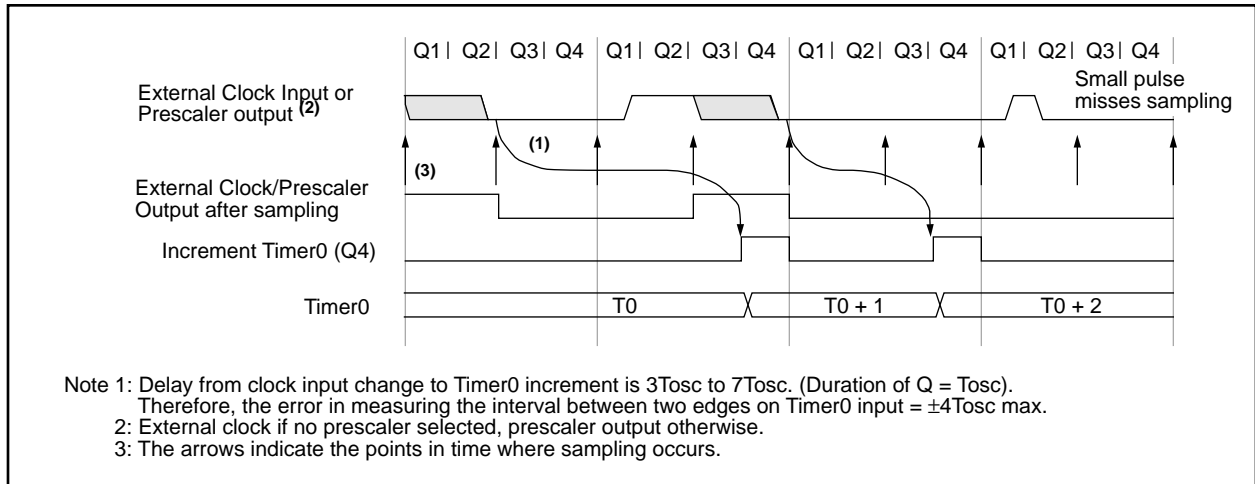 Q1| Q2| Q3| Q4 Q1| Q2| Q3| Q4 Q1| Q2| Q3| Q4 Q1| Q2| Q3| Q4
External Clock Input or
Prescaler output (2)
Small pulse
misses sampling
(1)
(3)
External Clock/Prescaler
Output after sampling
Increment Timer0 (Q4)
Timer0 T0 T0 + 1 T0 + 2
Note 1: Delay from clock input change to Timer0 increment is 3Tosc to 7Tosc. (Duration of Q = Tosc).
Therefore, the error in measuring the interval between two edges on Timer0 input = ±4Tosc max.
2: External clock if no prescaler selected, prescaler output otherwise.
3: The arrows indicate the points in time where sampling occurs.